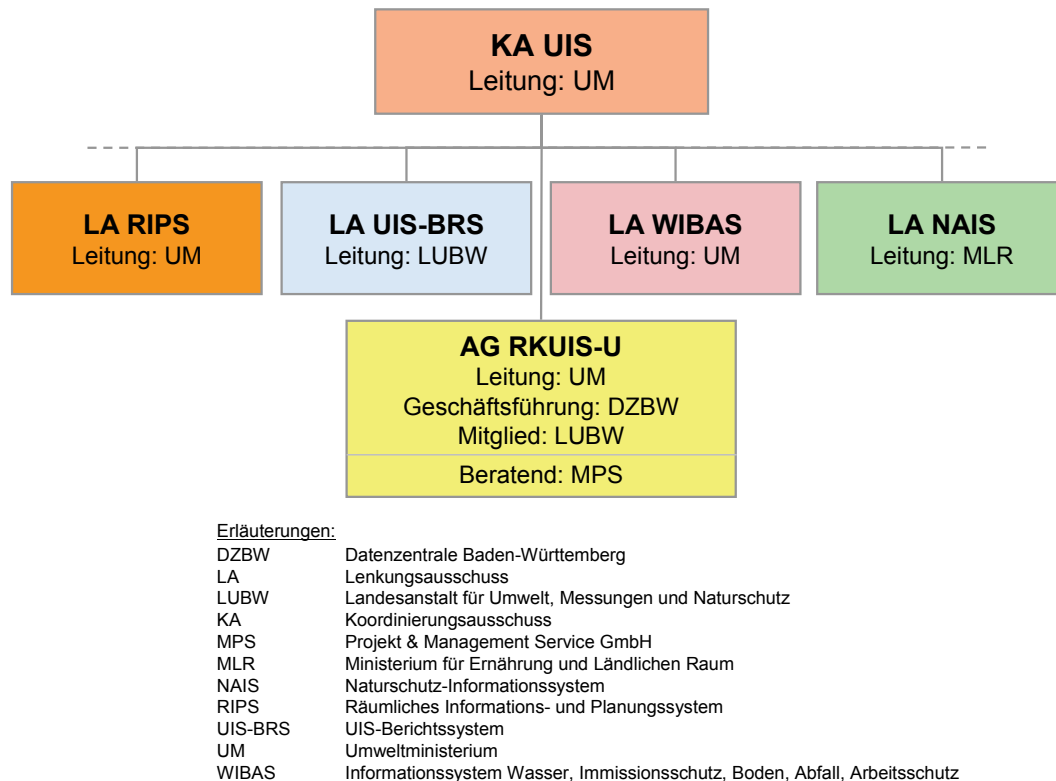 KA UIS
Leitung: UM
LA RIPS
Leitung: UM
LA UIS-BRS
Leitung: LUBW
LA WIBAS
Leitung: UM
LA NAIS
Leitung: MLR
AG RKUIS-U
Leitung: UM
Geschäftsführung: DZBW
Mitglied: LUBW
Beratend: MPS
Erläuterungen:
DZBW Datenzentrale Baden-Württemberg
LA Lenkungsausschuss
LUBW Landesanstalt für Umwelt, Messungen und Naturschutz
KA Koordinierungsausschuss
MPS Projekt & Management Service GmbH
MLR Ministerium für Ernährung und Ländlichen Raum
NAIS Naturschutz-Informationssystem
RIPS Räumliches Informations- und Planungssystem
UIS-BRS UIS-Berichtssystem
UM Umweltministerium
WIBAS Informationssystem Wasser, Immissionsschutz, Boden, Abfall, Arbeitsschutz